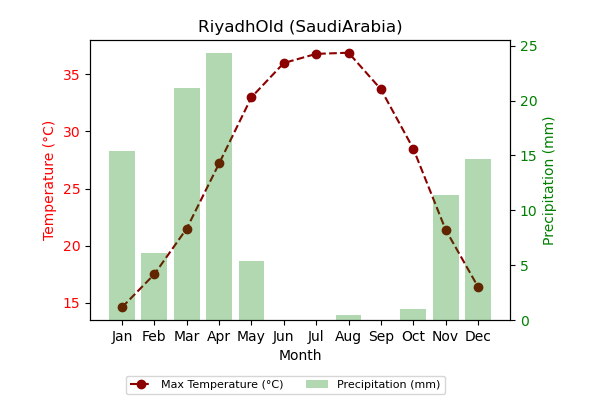 RiyadhOld (SaudiArabia)
Temperature (°C)
35
30
25
20
15
25
20
15
10
5
0
Precipitation (mm)
Jan Feb Mar Apr May Jun Jul Aug Sep Oct Nov Dec
Month
Max Temperature (°C) Precipitation (mm)